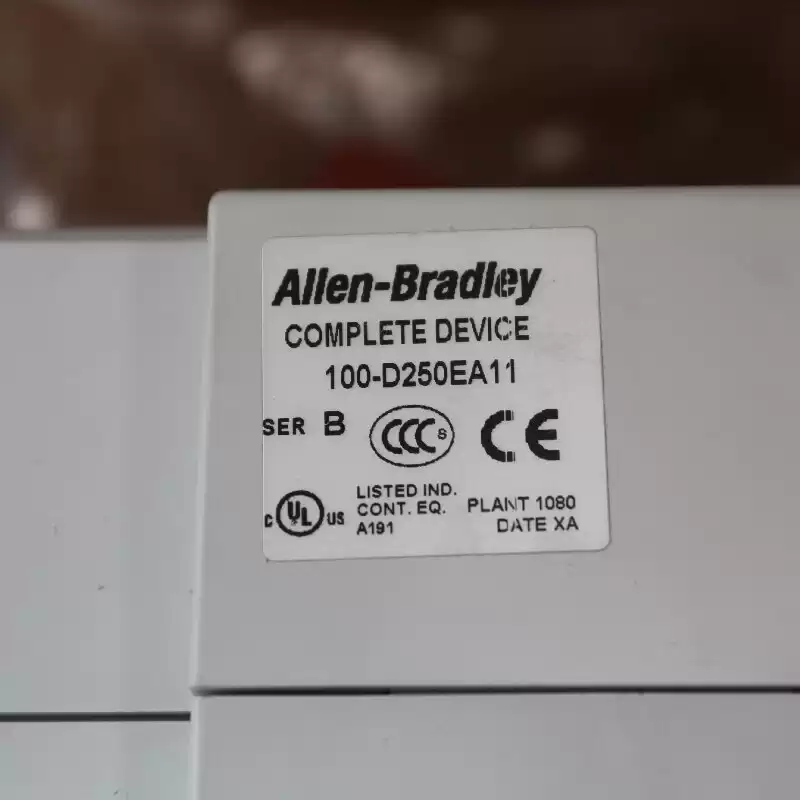 Allen-Bradley
COMPLETE DEVICE
100-D250EA11
SER B
CCC S
CE
C UL US
LISTED IND.
CONT. EQ.
A191
PLANT 1080
DATE XA